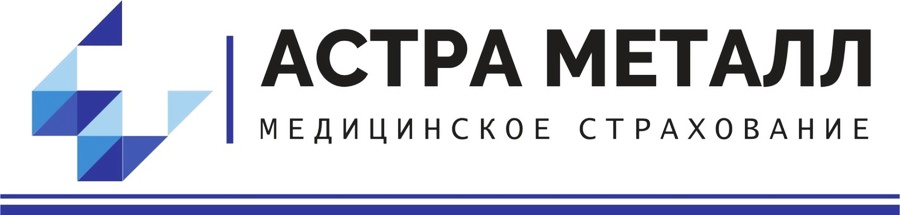 АСТРА МЕТАЛЛ
МЕДИЦИНСКОЕ СТРАХОВАНИЕ